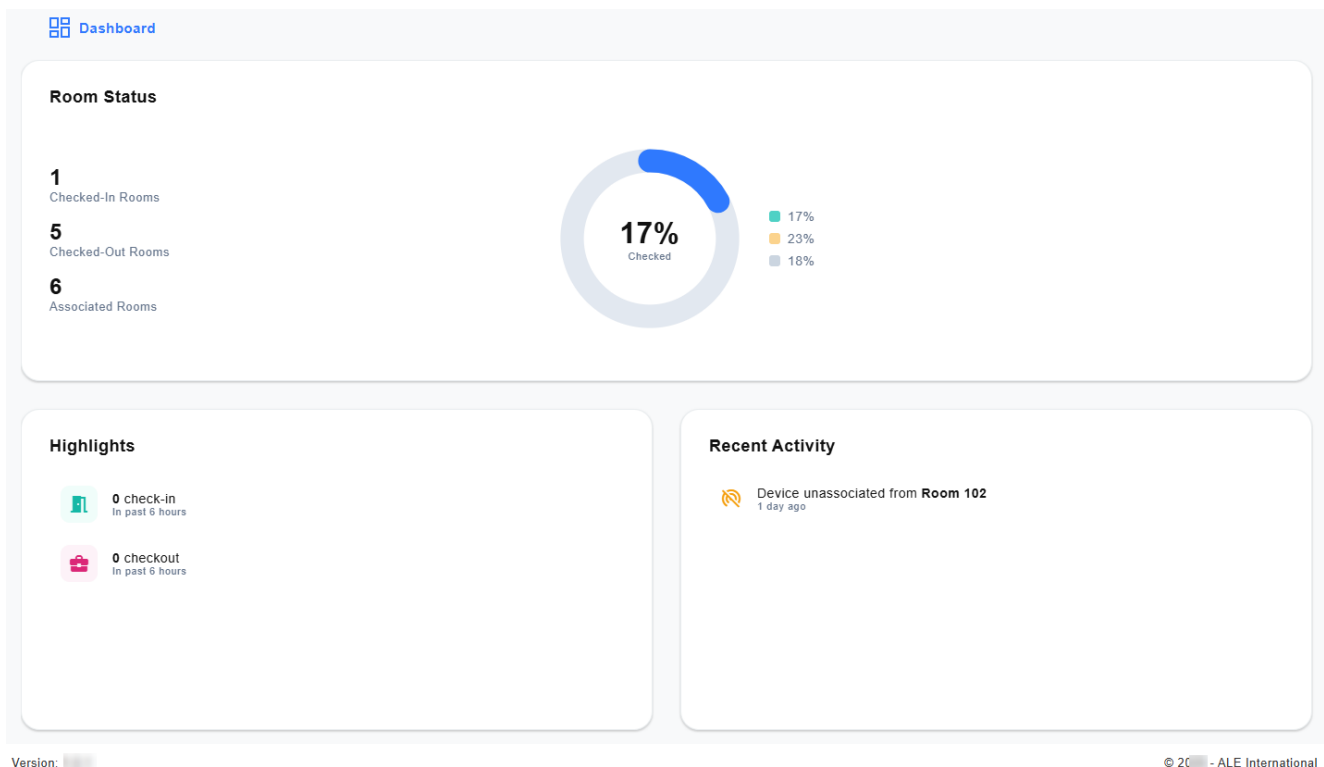 Dashboard
Room Status
1
Checked-In Rooms
5
Checked-Out Rooms
6
Associated Rooms
17%
Checked
17%
23%
18%
Highlights
0 check-in
In past 6 hours
0 checkout
In past 6 hours
Recent Activity
Device unassociated from Room 102
1 day ago
Version:
© 20 - ALE International